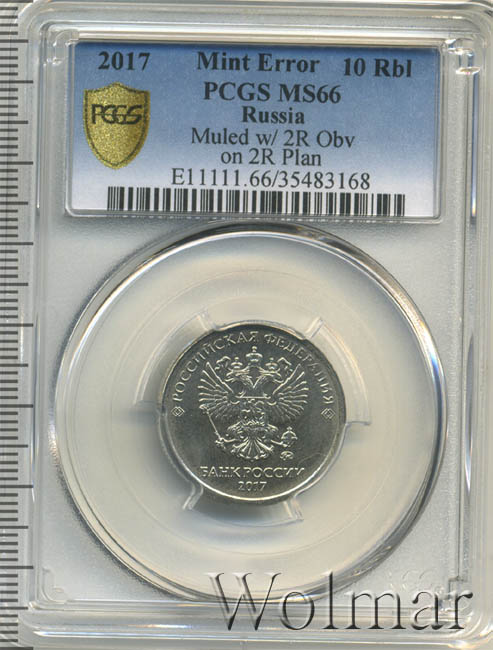 2017 Mint Error 10 Rbl
PCGS MS66
Russia
Muled w/ 2R Obv
on 2R Plan
E11111.66/35483168
PCGS
РОССИЙСКАЯ ФЕДЕРАЦИЯ
БАНК РОССИИ
2017
Wolmar